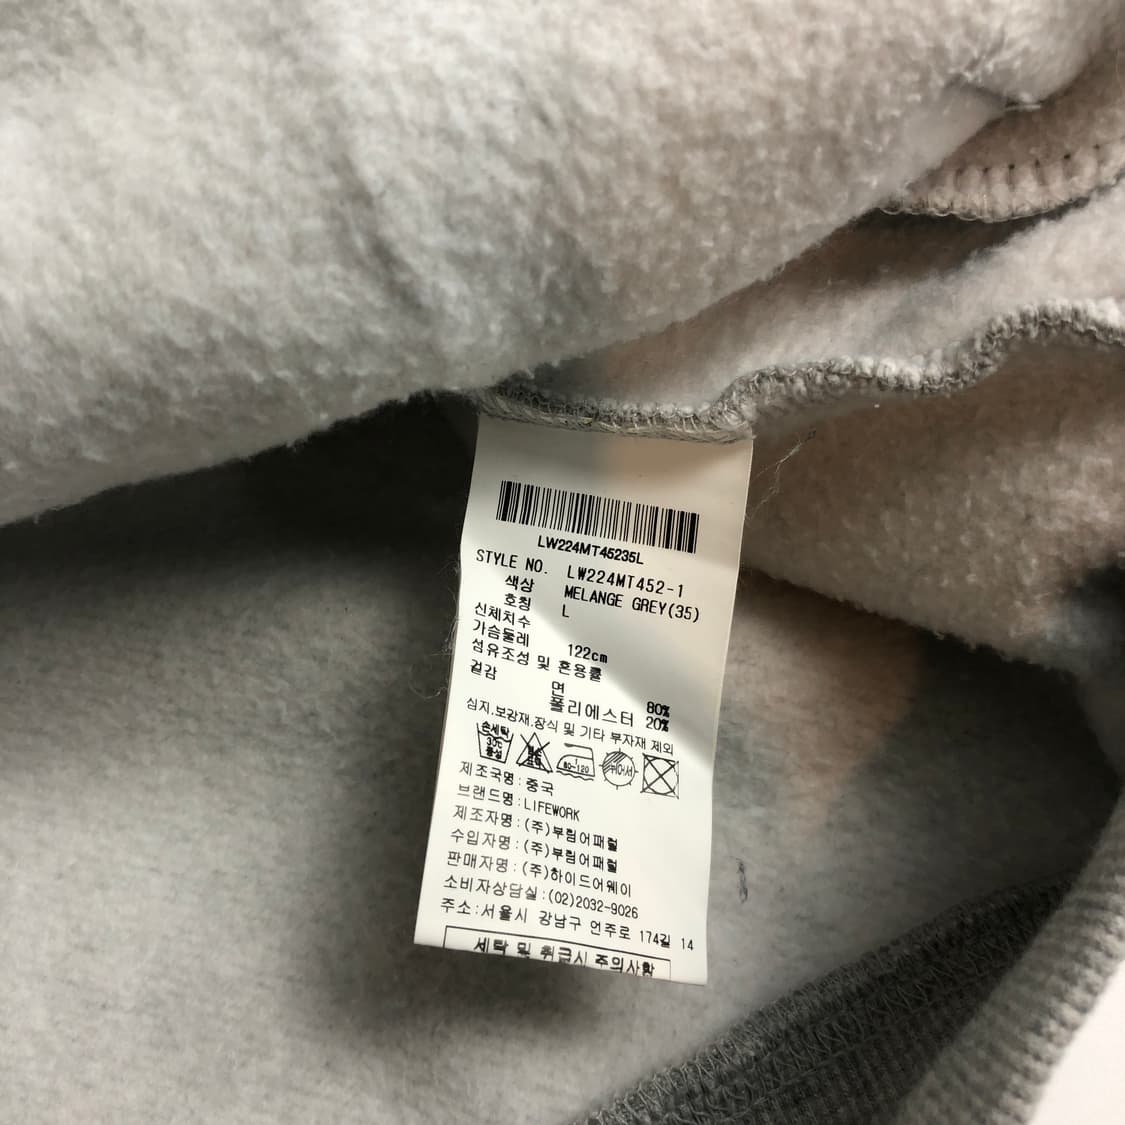 LW224MT45235L
STYLE NO. LW224MT452-1
색상 MELANGE GREY(35)
호칭 L
신체치수
가슴둘레 122cm
섬유조성 및 혼용률
겉감 면 80%
폴리에스터 20%
심지.보강재.장식 및 기타 부자재 제외
손세탁 30℃ 중성 80-120
제조국명:중국
브랜드명:LIFEWORK
제조자명:(주)부림어패럴
수입자명:(주)부림어패럴
판매자명:(주)하이드어웨이
소비자상담실:(02)2032-9026
주소:서울시 강남구 언주로 174길 14
세탁 및 취급시 주의사항